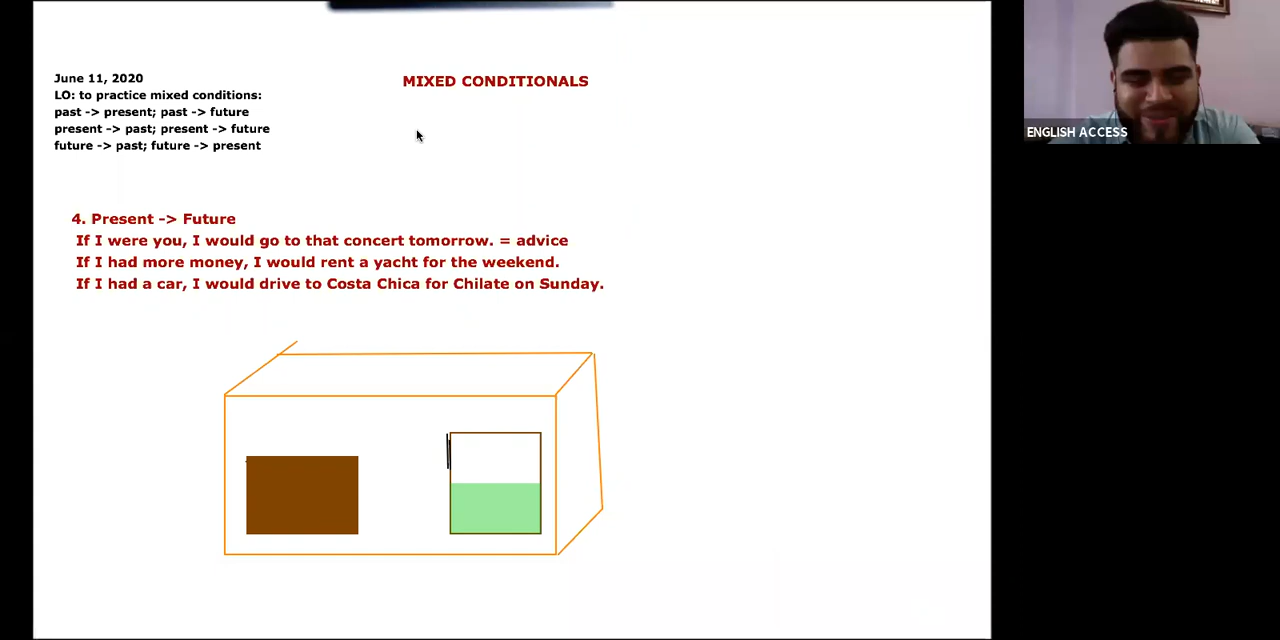 June 11, 2020
MIXED CONDITIONALS
LO: to practice mixed conditions:
past -> present; past -> future
present -> past; present -> future
future -> past; future -> present
4. Present -> Future
If I were you, I would go to that concert tomorrow. = advice
If I had more money, I would rent a yacht for the weekend.
If I had a car, I would drive to Costa Chica for Chilate on Sunday.
ENGLISH ACCESS